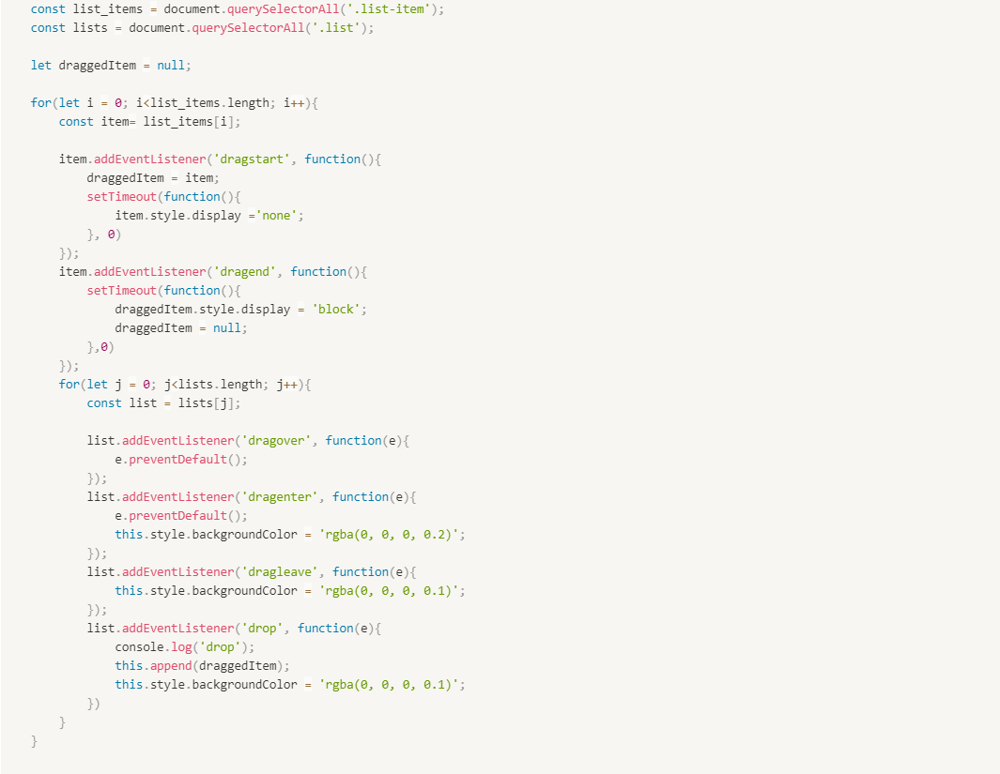 const list_items = document.querySelectorAll('.list-item');
const lists = document.querySelectorAll('.list');

let draggedItem = null;

for(let i = 0; i<list_items.length; i++){
    const item= list_items[i];

    item.addEventListener('dragstart', function(){
        draggedItem = item;
        setTimeout(function(){
            item.style.display ='none';
        }, 0)
    });
    item.addEventListener('dragend', function(){
        setTimeout(function(){
            draggedItem.style.display = 'block';
            draggedItem = null;
        },0)
    });
    for(let j = 0; j<lists.length; j++){
        const list = lists[j];

        list.addEventListener('dragover', function(e){
            e.preventDefault();
        });
        list.addEventListener('dragenter', function(e){
            e.preventDefault();
            this.style.backgroundColor = 'rgba(0, 0, 0, 0.2)';
        });
        list.addEventListener('dragleave', function(e){
            this.style.backgroundColor = 'rgba(0, 0, 0, 0.1)';
        });
        list.addEventListener('drop', function(e){
            console.log('drop');
            this.append(draggedItem);
            this.style.backgroundColor = 'rgba(0, 0, 0, 0.1)';
        })
    }
}